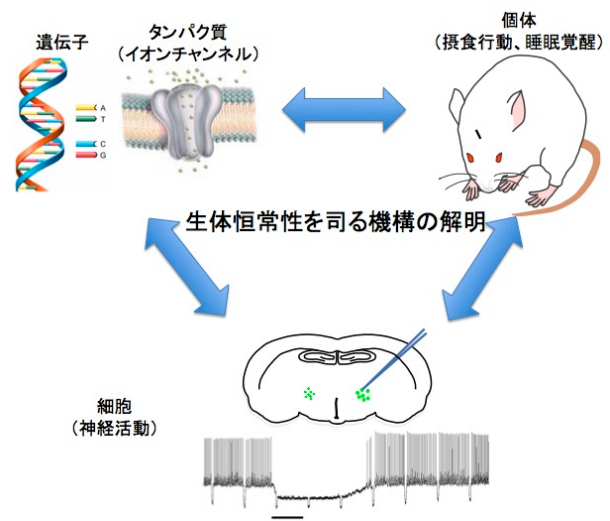 遺伝子
タンパク質
（イオンチャンネル）
個体
（摂食行動、睡眠覚醒）
A
T
C
G
生体恒常性を司る機構の解明
細胞
（神経活動）